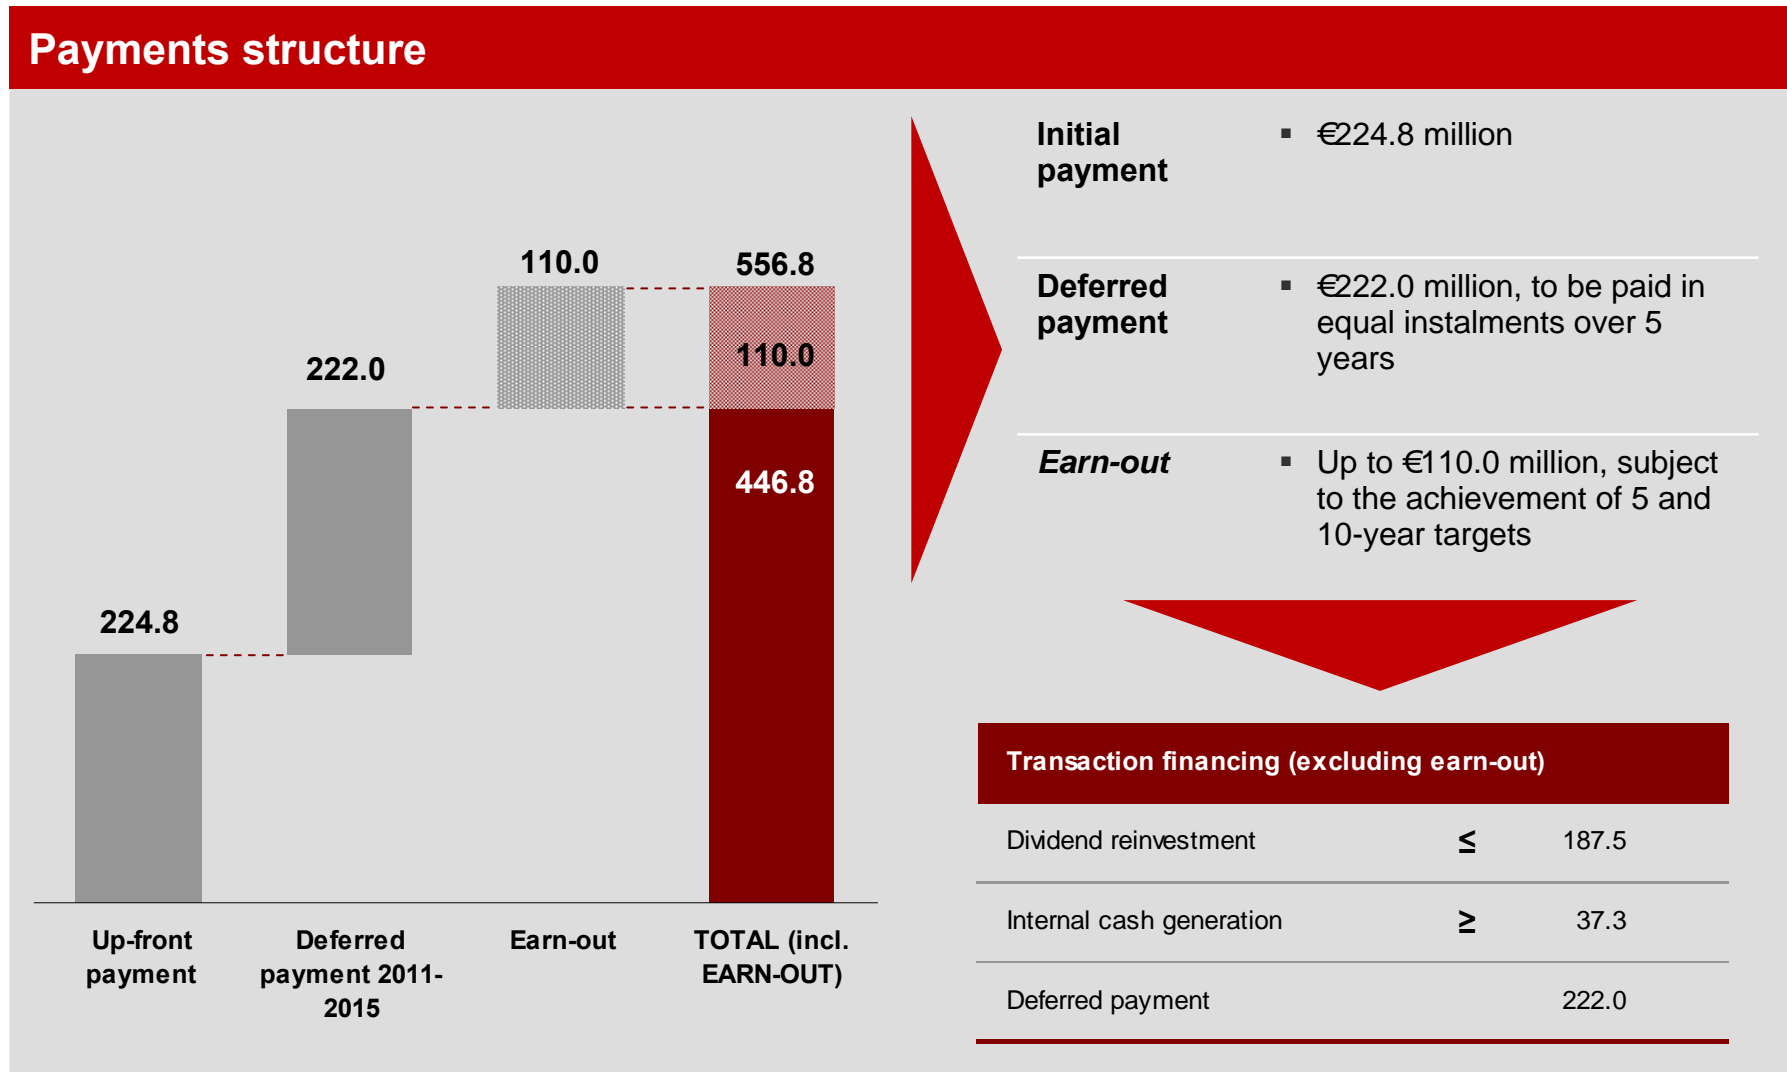 Payments structure
110.0
556.8
222.0
110.0
446.8
224.8
Up-front
payment
Deferred
payment 2011-
2015
Earn-out
TOTAL (incl.
EARN-OUT)
Initial
payment
▪ €224.8 million
Deferred
payment
▪ €222.0 million, to be paid in
equal instalments over 5
years
Earn-out
▪ Up to €110.0 million, subject
to the achievement of 5 and
10-year targets
Transaction financing (excluding earn-out)
Dividend reinvestment ≤ 187.5
Internal cash generation ≥ 37.3
Deferred payment 222.0